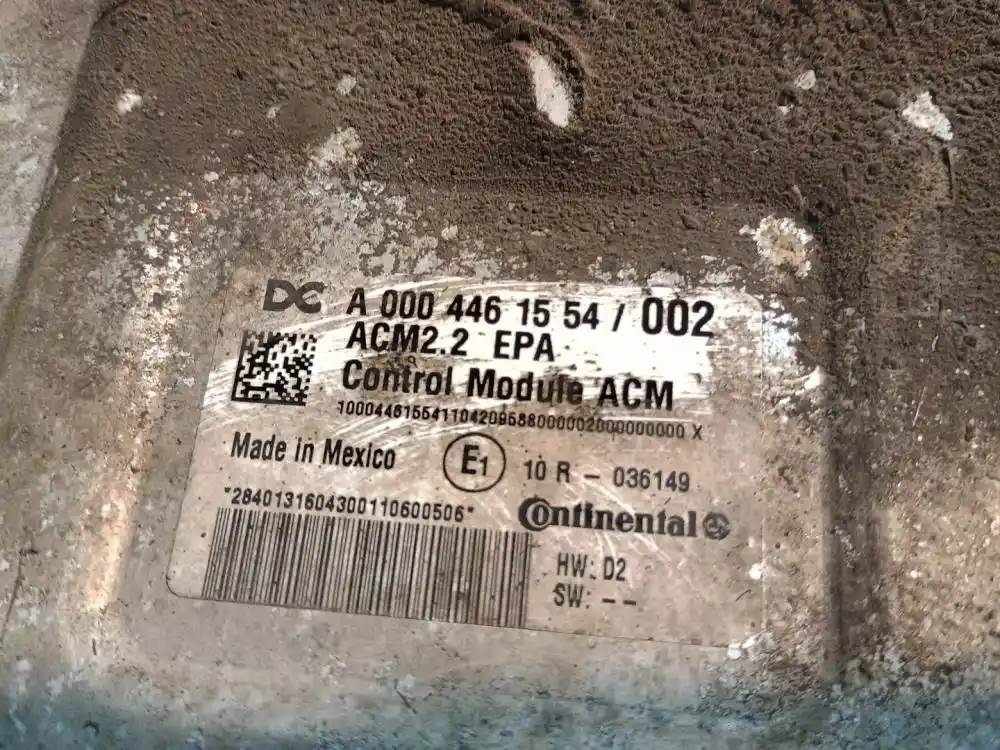 DC A 000 446 15 54 / 002
ACM2.2 EPA
Control Module ACM
100044615541104209588000002000000000 X
Made in Mexico E1 10 R - 036149
*2840131604300110600506*
Continental
HW: D2
SW: --